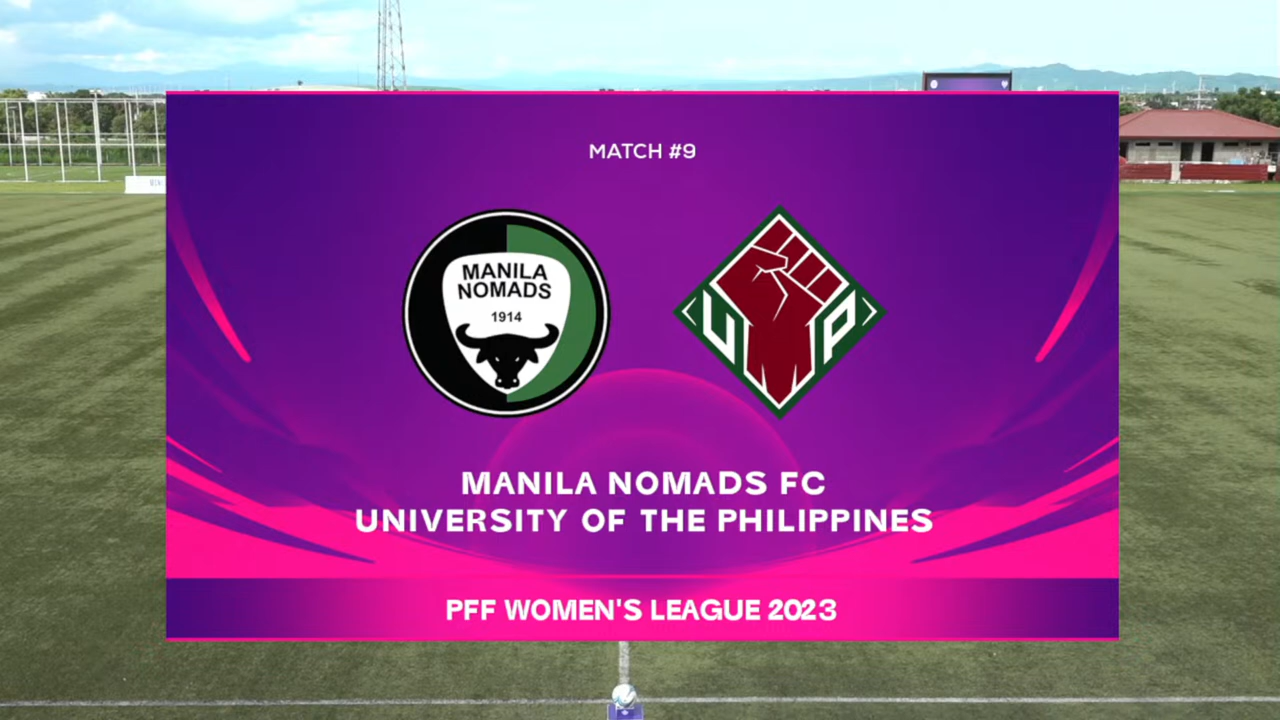 MATCH #9
MANILA
NOMADS
1914
U P
MANILA NOMADS FC
UNIVERSITY OF THE PHILIPPINES
PFF WOMEN'S LEAGUE 2023